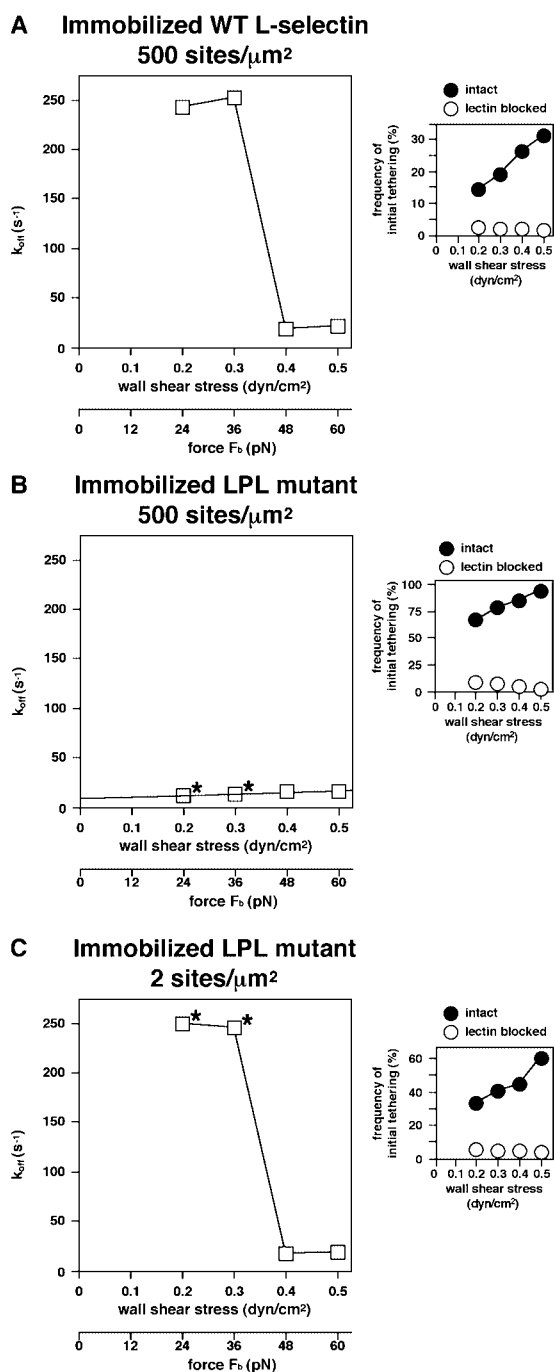 A Immobilized WT L-selectin
500 sites/μm²
250
200
150
100
50
0
k_off (s⁻¹)
0 0.1 0.2 0.3 0.4 0.5
wall shear stress (dyn/cm²)
0 12 24 36 48 60
force F_b (pN)
intact
lectin blocked
frequency of
initial tethering (%)
30
20
10
0
0 0.1 0.2 0.3 0.4 0.5
wall shear stress
(dyn/cm²)
B Immobilized LPL mutant
500 sites/μm²
250
200
150
100
50
0
k_off (s⁻¹)
* *
0 0.1 0.2 0.3 0.4 0.5
wall shear stress (dyn/cm²)
0 12 24 36 48 60
force F_b (pN)
intact
lectin blocked
frequency of
initial tethering (%)
100
75
50
25
0
0 0.1 0.2 0.3 0.4 0.5
wall shear stress
(dyn/cm²)
C Immobilized LPL mutant
2 sites/μm²
250
200
150
100
50
0
k_off (s⁻¹)
* *
0 0.1 0.2 0.3 0.4 0.5
wall shear stress (dyn/cm²)
0 12 24 36 48 60
force F_b (pN)
intact
lectin blocked
frequency of
initial tethering (%)
60
40
20
0
0 0.1 0.2 0.3 0.4 0.5
wall shear stress
(dyn/cm²)